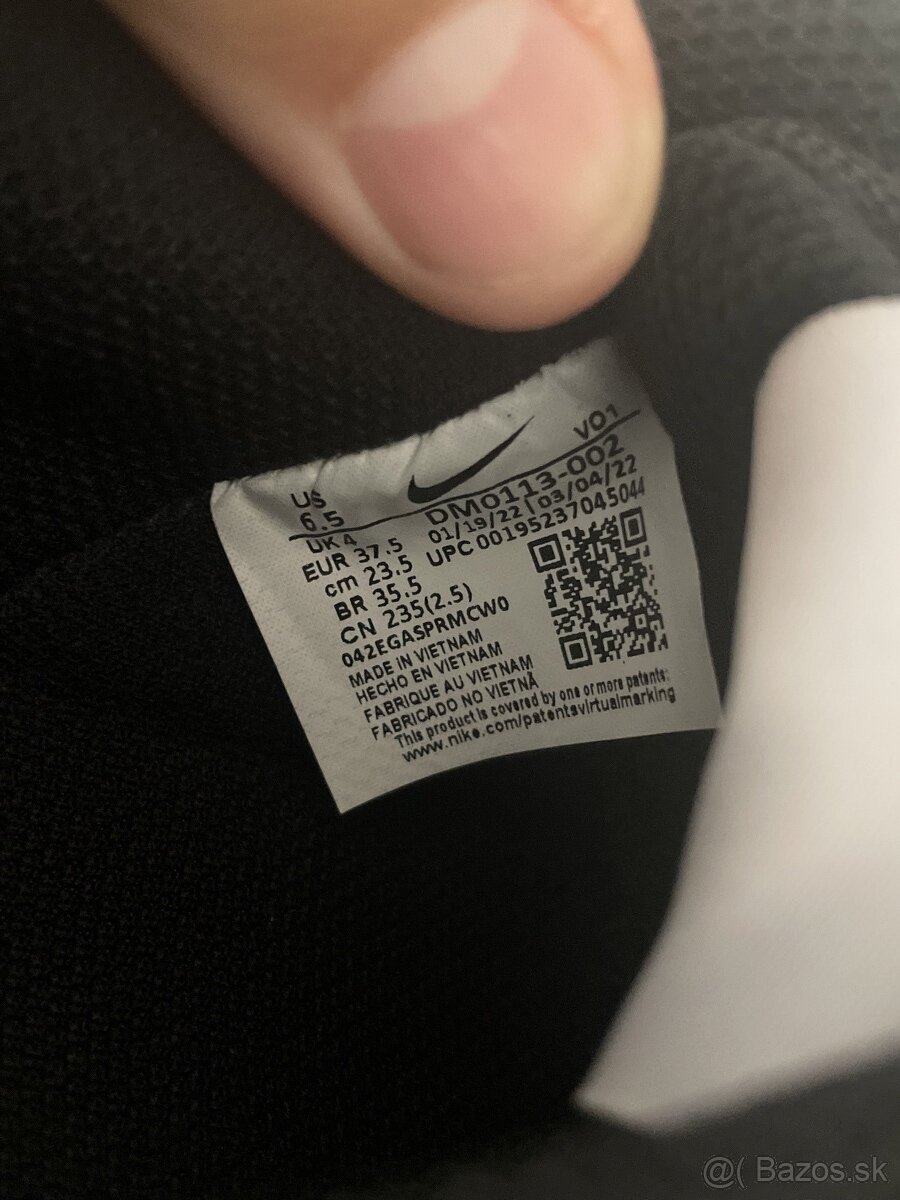 US
6.5
V01
UK 4
DM0113-002
EUR 37.5
01/19/22 | 03/04/22
cm 23.5
UPC 00195237045044
BR 35.5
CN 235(2.5)
042EGASPRMCW0
MADE IN VIETNAM
HECHO EN VIETNAM
FABRIQUE AU VIETNAM
FABRICADO NO VIETNÃ
This product is covered by one or more patents:
www.nike.com/patentsvirtualmarking
@( Bazos.sk